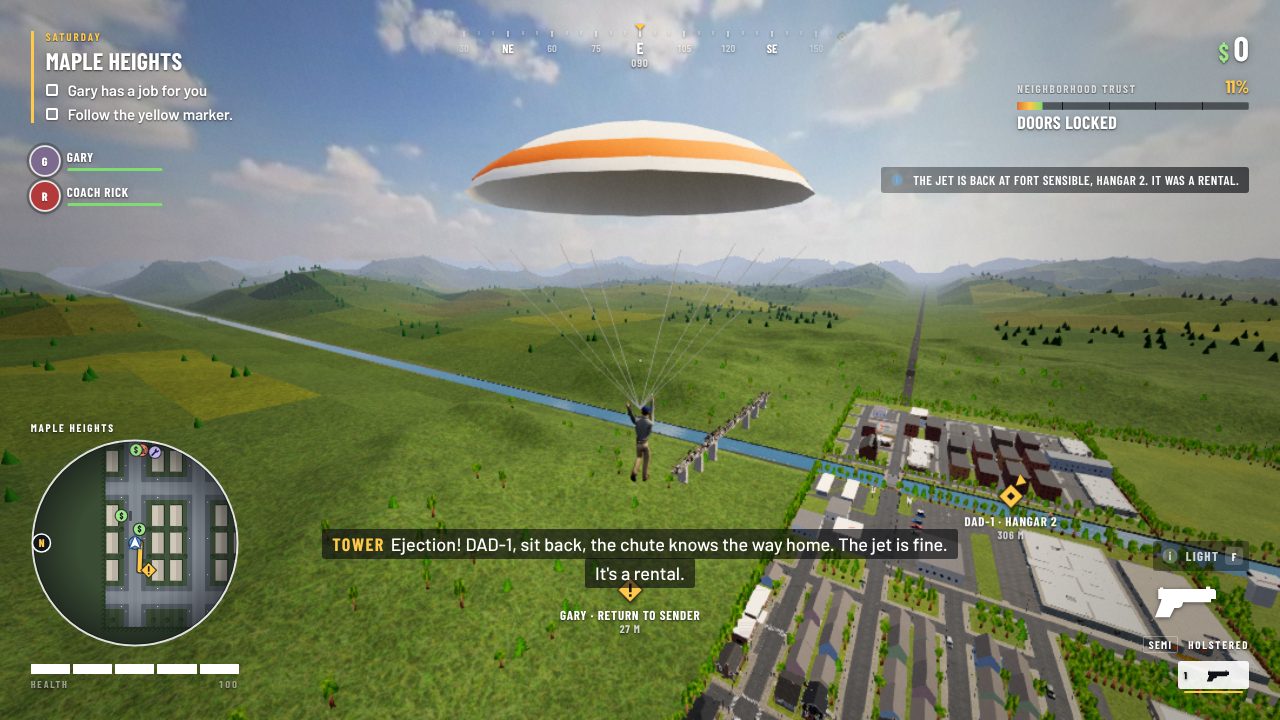 SATURDAY
MAPLE HEIGHTS
Gary has a job for you
Follow the yellow marker.
G GARY
R COACH RICK
30 NE 60 75 E 105 120 SE 150
090
$0
NEIGHBORHOOD TRUST 11%
DOORS LOCKED
THE JET IS BACK AT FORT SENSIBLE, HANGAR 2. IT WAS A RENTAL.
MAPLE HEIGHTS
N
$
$
$
!
HEALTH 100
DAD-1 · HANGAR 2
306 M
TOWER Ejection! DAD-1, sit back, the chute knows the way home. The jet is fine.
It's a rental.
!
GARY · RETURN TO SENDER
27 M
i LIGHT F
SEMI HOLSTERED
1